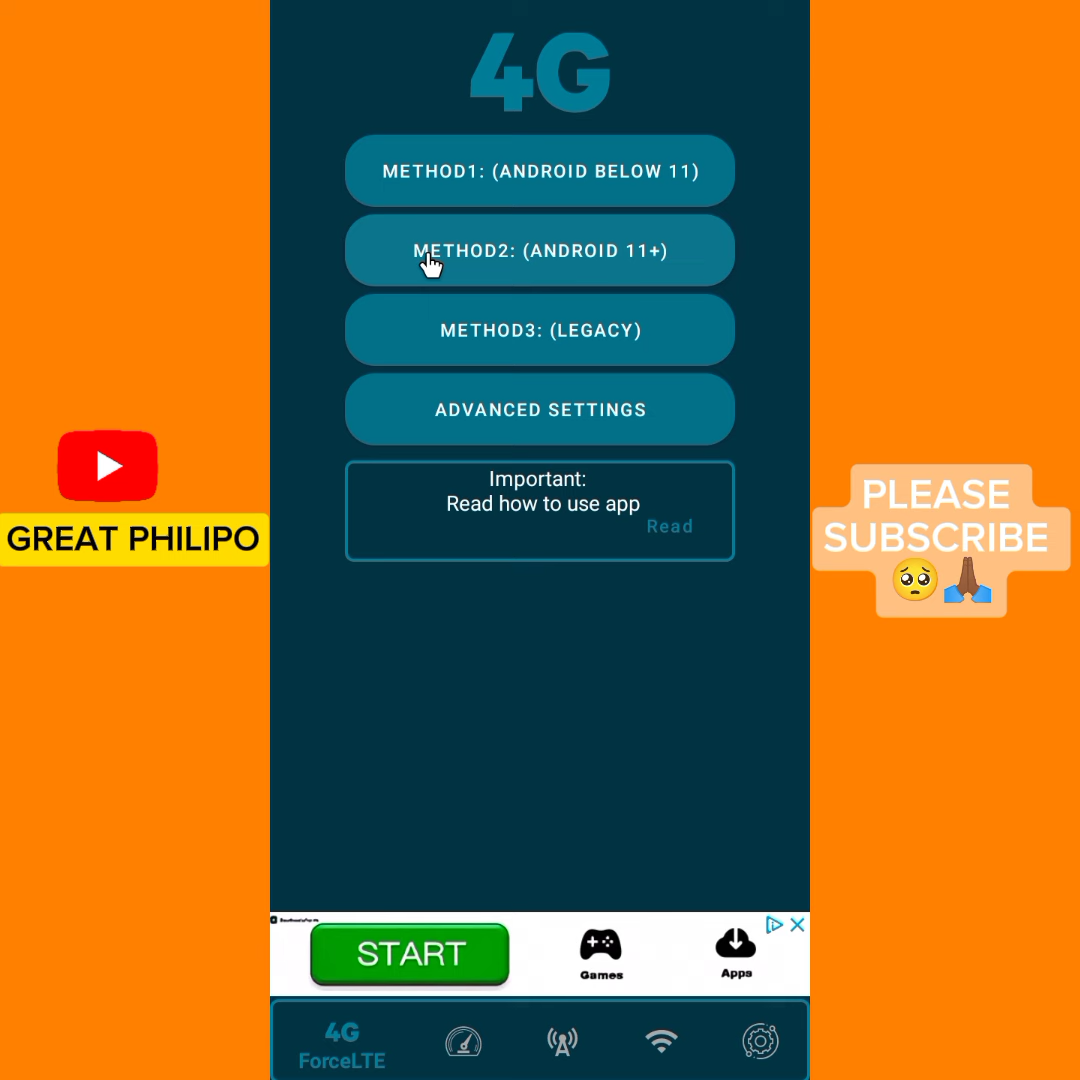 4G
METHOD1: (ANDROID BELOW 11)
METHOD2: (ANDROID 11+)
METHOD3: (LEGACY)
ADVANCED SETTINGS
Important:
Read how to use app
Read
GREAT PHILIPO
PLEASE
SUBSCRIBE
START
Games
Apps
4G
ForceLTE